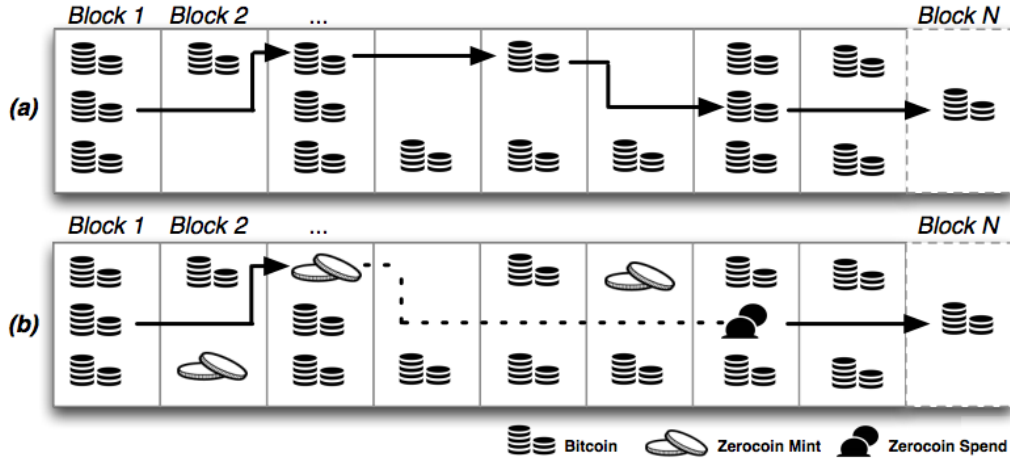 Block 1 Block 2 ... Block N
(a)
Block 1 Block 2 ... Block N
(b)
Bitcoin Zerocoin Mint Zerocoin Spend